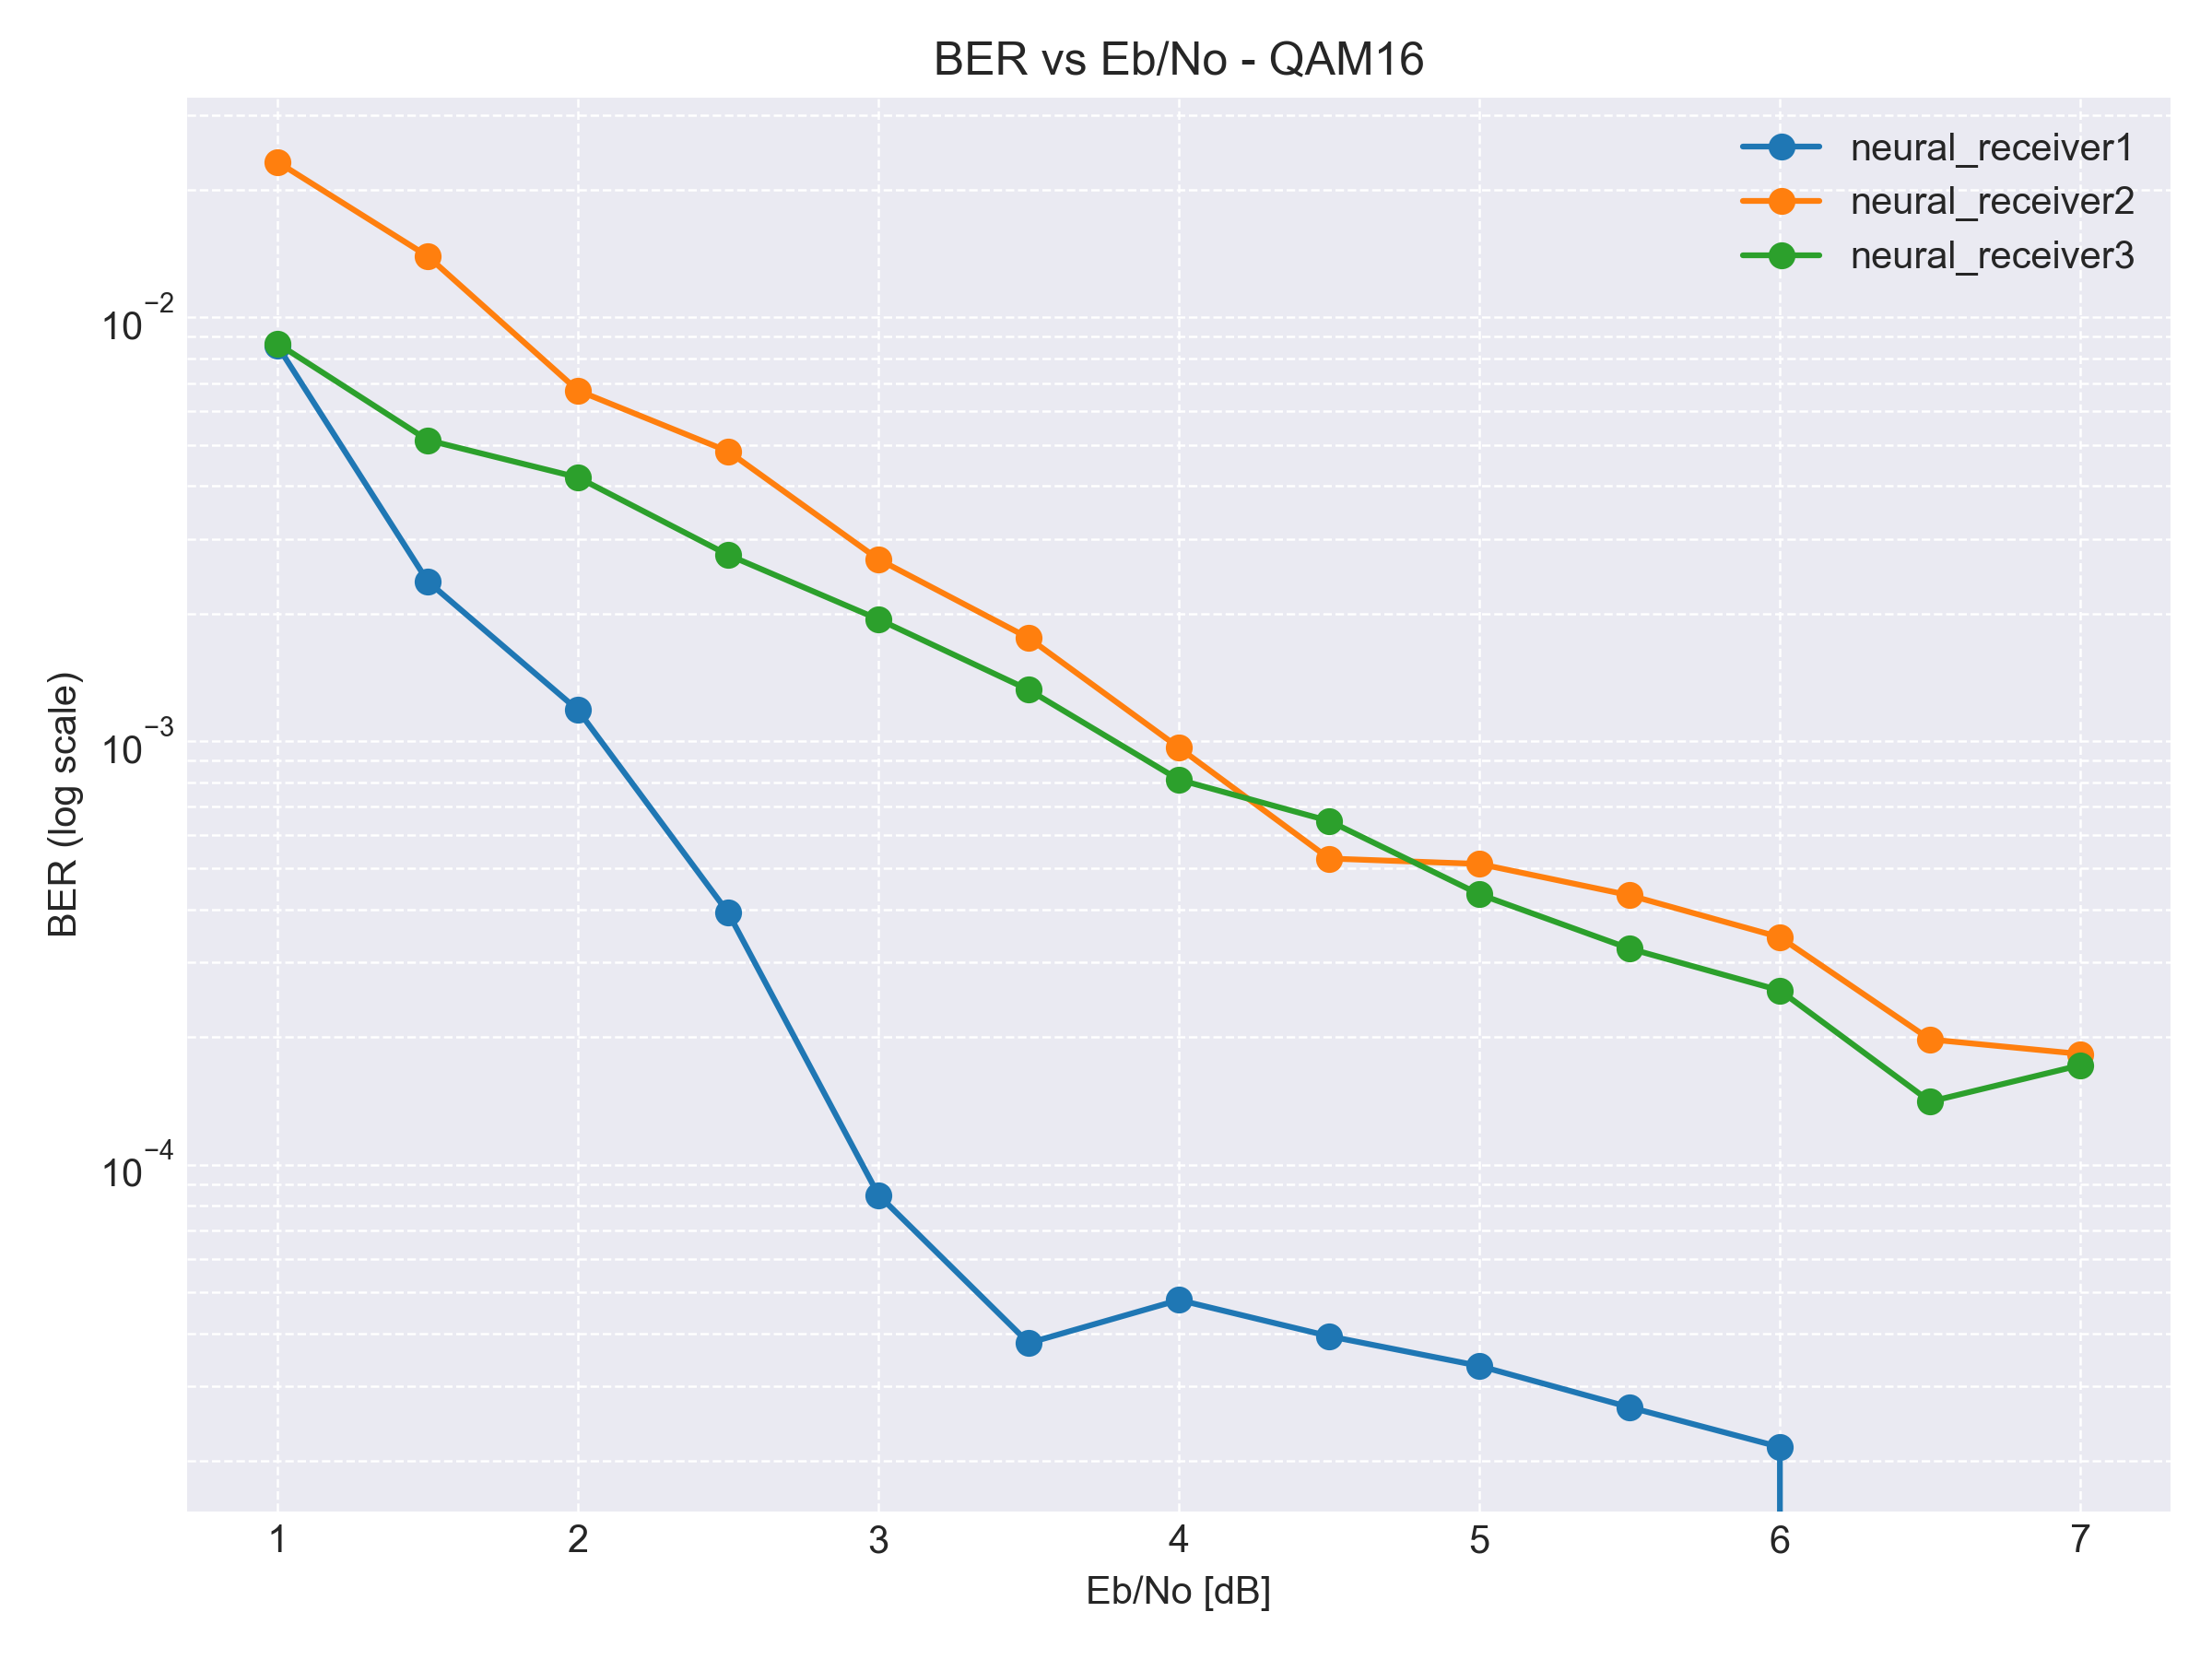 BER vs Eb/No - QAM16
neural_receiver1
neural_receiver2
neural_receiver3
BER (log scale)
10⁻²
10⁻³
10⁻⁴
1 2 3 4 5 6 7
Eb/No [dB]